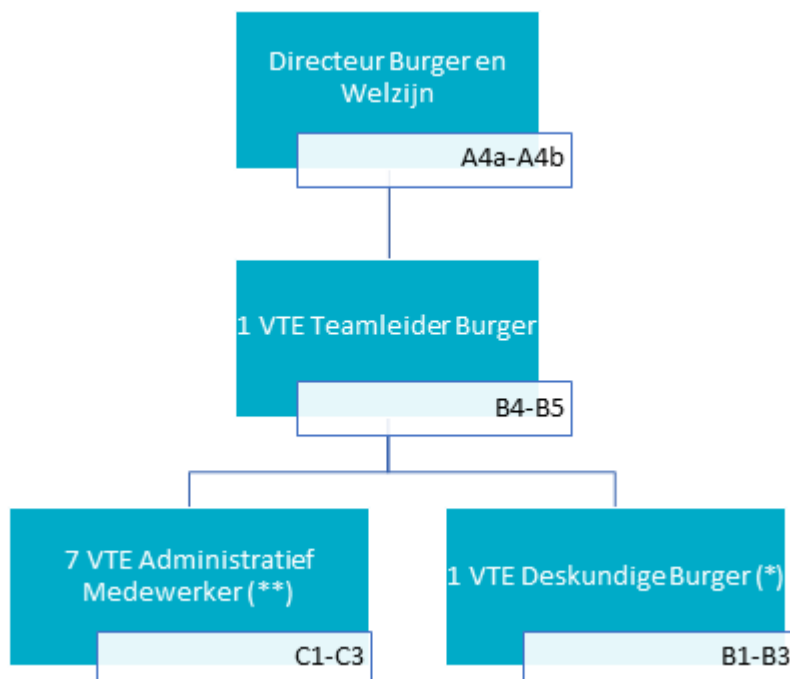 Directeur Burger en
Welzijn
A4a-A4b
1 VTE Teamleider Burger
B4-B5
7 VTE Administratief
Medewerker (**)
C1-C3
1 VTE Deskundige Burger (*)
B1-B3